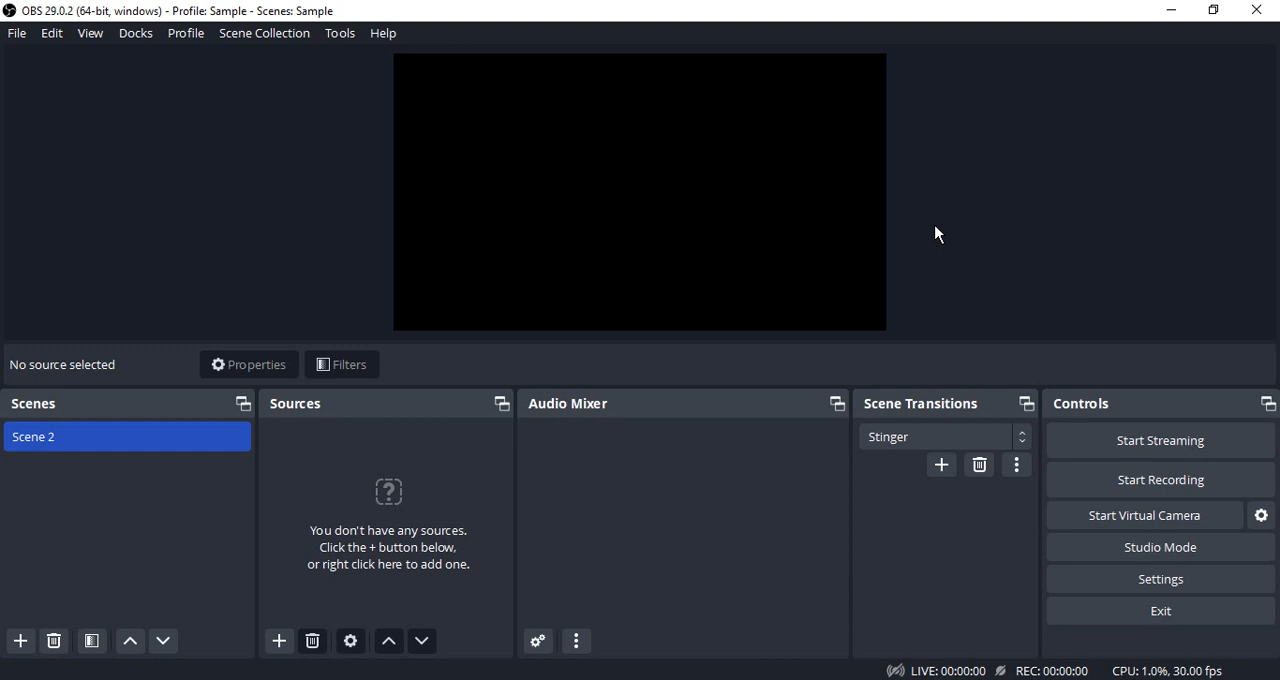 OBS 29.0.2 (64-bit, windows) - Profile: Sample - Scenes: Sample
File Edit View Docks Profile Scene Collection Tools Help
No source selected Properties Filters
Scenes
Scene 2
Sources
You don't have any sources.
Click the + button below,
or right click here to add one.
Audio Mixer
Scene Transitions
Stinger
Controls
Start Streaming
Start Recording
Start Virtual Camera
Studio Mode
Settings
Exit
LIVE: 00:00:00 REC: 00:00:00 CPU: 1.0%, 30.00 fps